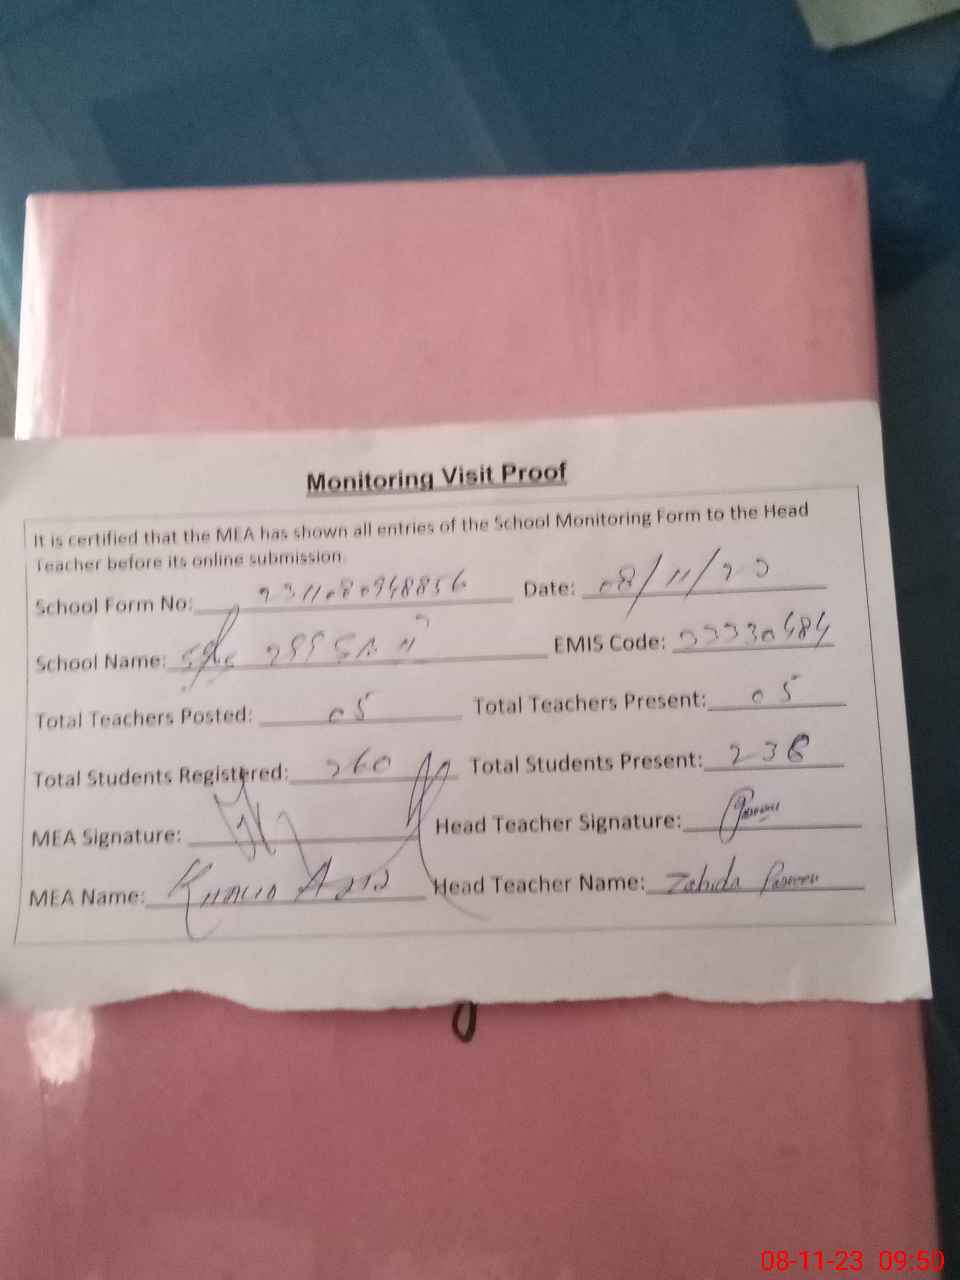 Monitoring Visit Proof
It is certified that the MEA has shown all entries of the School Monitoring Form to the Head
Teacher before its online submission.
School Form No: Date: 08/11/23
School Name: EMIS Code: 33330484
Total Teachers Posted: 05 Total Teachers Present: 05
Total Students Registered: 260 Total Students Present: 238
MEA Signature: Head Teacher Signature:
MEA Name: Khalid Aziz Head Teacher Name: Zahida Parveen
08-11-23 09:50